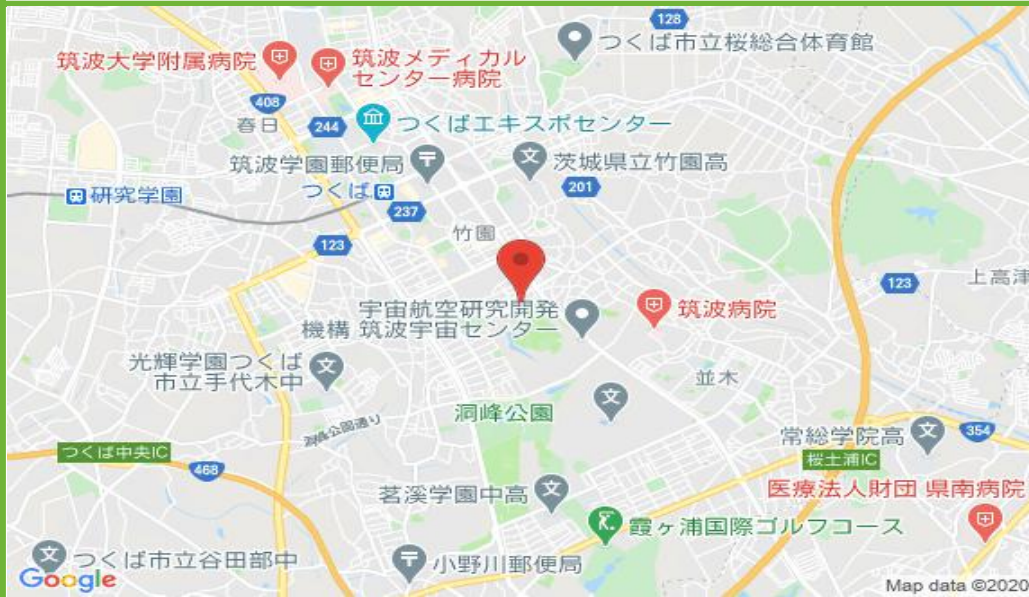 128
つくば市立桜総合体育館
筑波大学附属病院
筑波メディカル
センター病院
408
春日
244
つくばエキスポセンター
筑波学園郵便局
茨城県立竹園高
研究学園
つくば
201
237
竹園
123
上高津
123
宇宙航空研究開発
機構 筑波宇宙センター
筑波病院
光輝学園つくば
市立手代木中
並木
洞峰公園
洞峰公園通り
常総学院高
354
つくば中央IC
468
桜土浦IC
医療法人財団 県南病院
茗溪学園中高
霞ヶ浦国際ゴルフコース
つくば市立谷田部中
小野川郵便局
Google
Map data ©2020